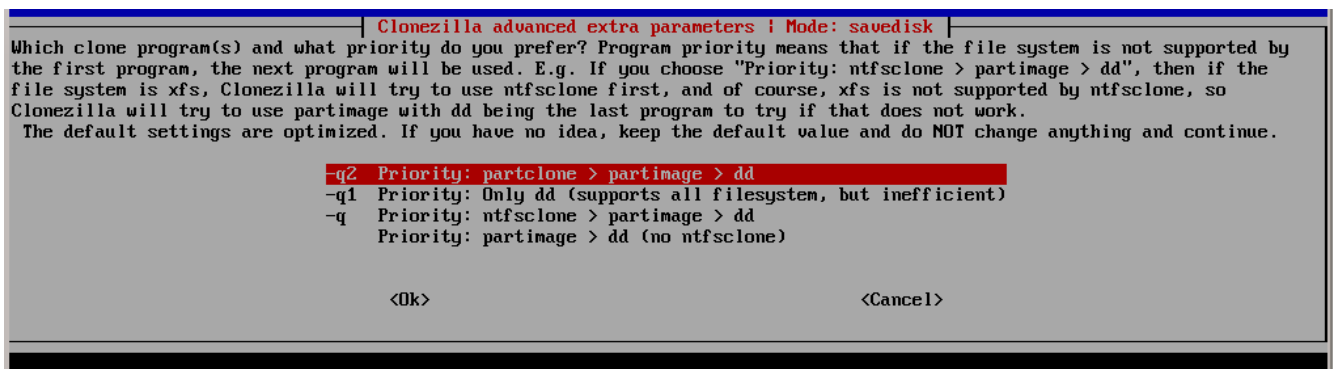 Clonezilla advanced extra parameters | Mode: savedisk
Which clone program(s) and what priority do you prefer? Program priority means that if the file system is not supported by
the first program, the next program will be used. E.g. If you choose "Priority: ntfsclone > partimage > dd", then if the
file system is xfs, Clonezilla will try to use ntfsclone first, and of course, xfs is not supported by ntfsclone, so
Clonezilla will try to use partimage with dd being the last program to try if that does not work.
The default settings are optimized. If you have no idea, keep the default value and do NOT change anything and continue.
-q2 Priority: partclone > partimage > dd
-q1 Priority: Only dd (supports all filesystem, but inefficient)
-q Priority: ntfsclone > partimage > dd
Priority: partimage > dd (no ntfsclone)
<Ok> <Cancel>